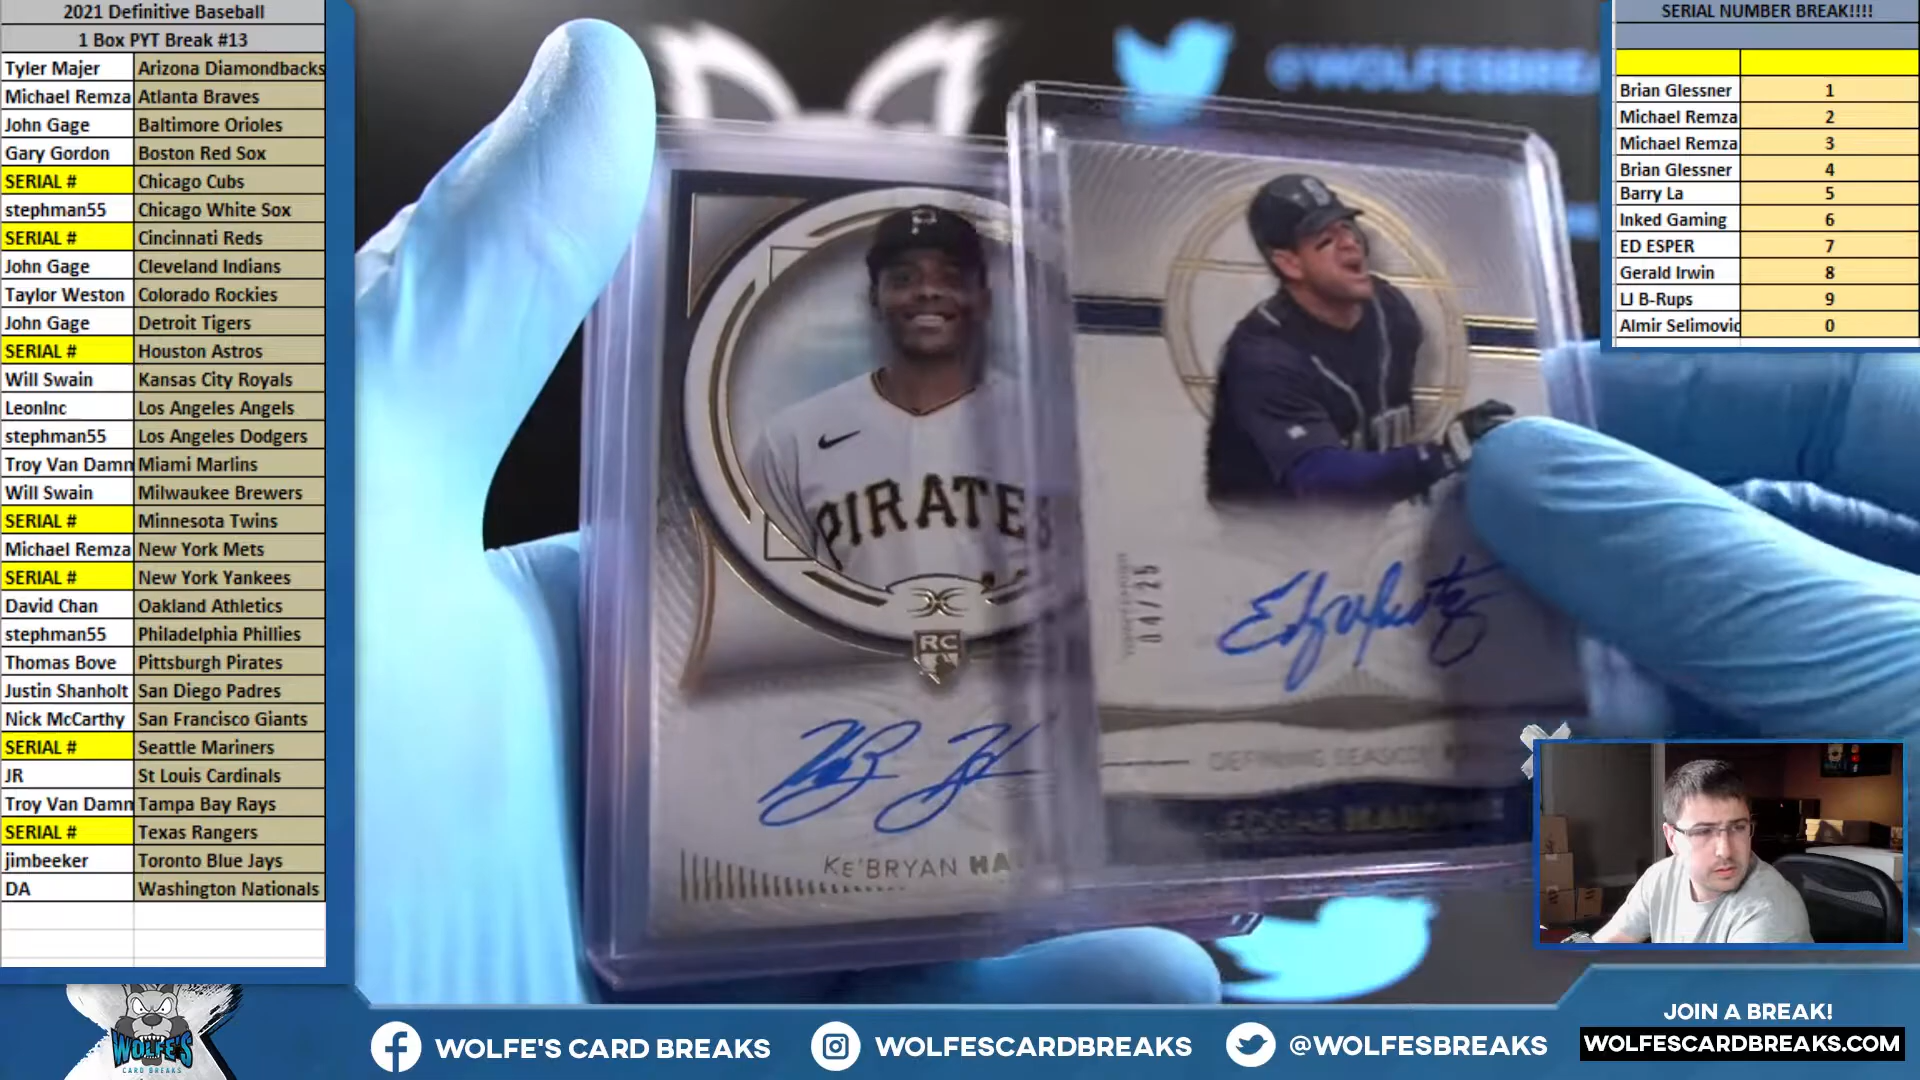 2021 Definitive Baseball
1 Box PYT Break #13
Tyler Majer Arizona Diamondbacks
Michael Remza Atlanta Braves
John Gage Baltimore Orioles
Gary Gordon Boston Red Sox
SERIAL # Chicago Cubs
stephman55 Chicago White Sox
SERIAL # Cincinnati Reds
John Gage Cleveland Indians
Taylor Weston Colorado Rockies
John Gage Detroit Tigers
SERIAL # Houston Astros
Will Swain Kansas City Royals
LeonInc Los Angeles Angels
stephman55 Los Angeles Dodgers
Troy Van Damn Miami Marlins
Will Swain Milwaukee Brewers
SERIAL # Minnesota Twins
Michael Remza New York Mets
SERIAL # New York Yankees
David Chan Oakland Athletics
stephman55 Philadelphia Phillies
Thomas Bove Pittsburgh Pirates
Justin Shanholt San Diego Padres
Nick McCarthy San Francisco Giants
SERIAL # Seattle Mariners
JR St Louis Cardinals
Troy Van Damn Tampa Bay Rays
SERIAL # Texas Rangers
jimbeeker Toronto Blue Jays
DA Washington Nationals
@WOLFESBREA
P
PIRATES
RC
KE'BRYAN HA
S
04/25
DEFINING SEASON
EDGAR
SERIAL NUMBER BREAK!!!!
Brian Glessner 1
Michael Remza 2
Michael Remza 3
Brian Glessner 4
Barry La 5
Inked Gaming 6
ED ESPER 7
Gerald Irwin 8
LJ B-Rups 9
Almir Selimovic 0
WOLFE'S
CARD BREAKS
WOLFE'S CARD BREAKS
WOLFESCARDBREAKS
@WOLFESBREAKS
JOIN A BREAK!
WOLFESCARDBREAKS.COM